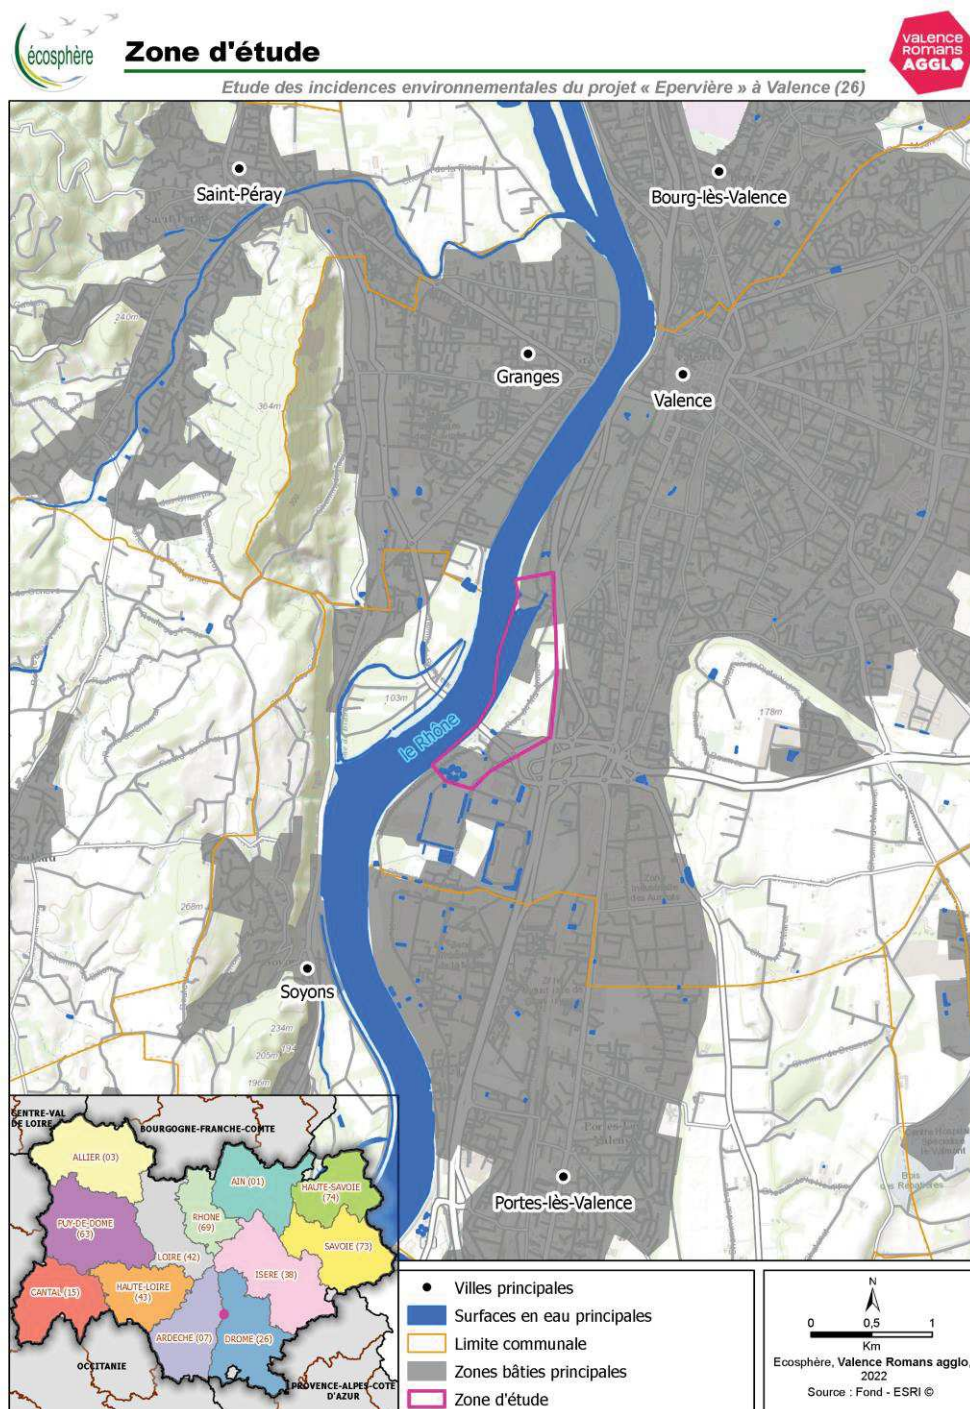 écosphère
Zone d'étude
VALENCE
ROMANS
AGGLO
Etude des incidences environnementales du projet « Epervière » à Valence (26)
Saint-Péray
Bourg-lès-Valence
240m
Granges
Valence
364m
103m
178m
le Rhône
268m
Soyons
234m
205m
196m
Portes-lès-Valence
CENTRE-VAL
DE LOIRE
BOURGOGNE-FRANCHE-COMTE
ALLIER (03)
AIN (01)
HAUTE-SAVOIE
(74)
PUY-DE-DOME
(63)
RHONE
(69)
LOIRE (42)
SAVOIE (73)
ISERE (38)
CANTAL (15)
HAUTE-LOIRE
(43)
ARDECHE (07)
DROME (26)
OCCITANIE
PROVENCE-ALPES-COTE
D'AZUR
Villes principales
Surfaces en eau principales
Limite communale
Zones bâties principales
Zone d'étude
N
0 0,5 1
Km
Ecosphère, Valence Romans agglo,
2022
Source : Fond - ESRI ©